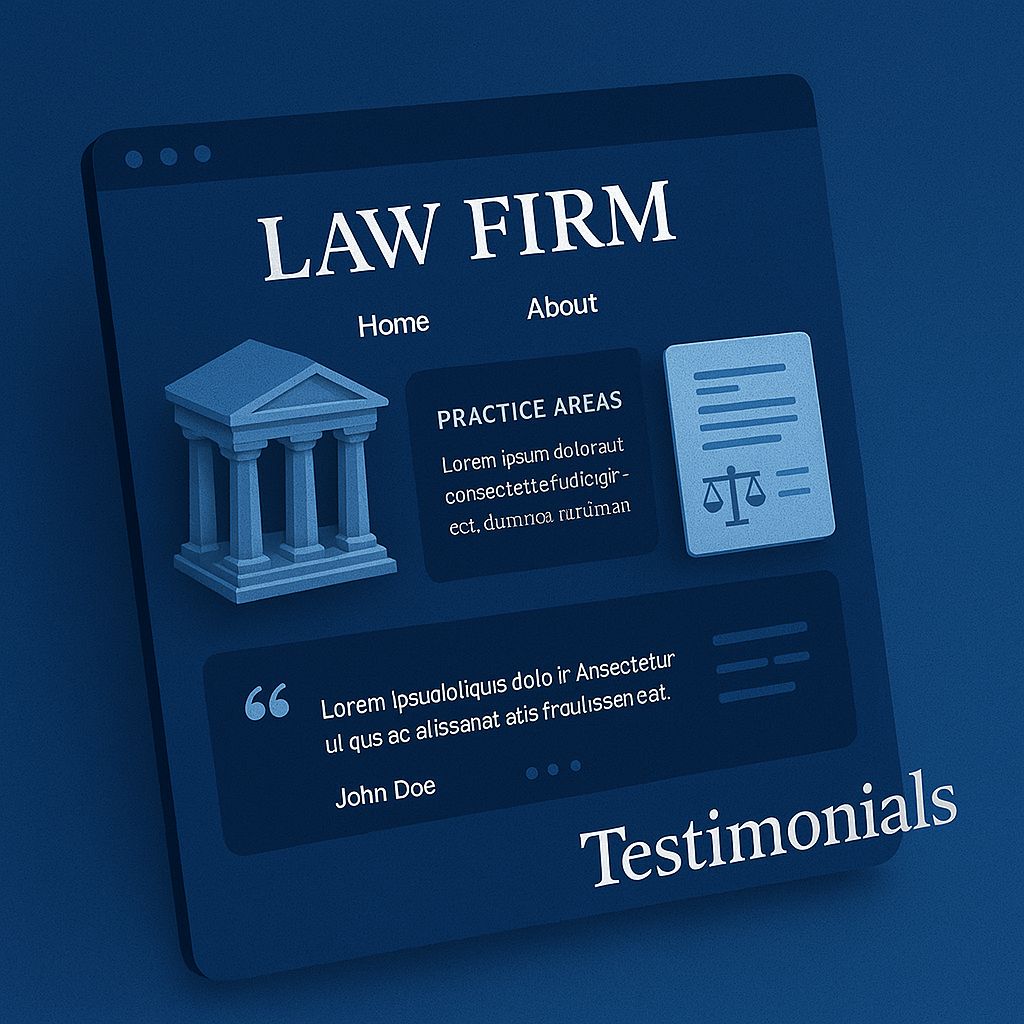 LAW FIRM
Home About
PRACTICE AREAS
Lorem ipsum doloraut
consectettefudicigir-
ect, dumnoa
“ Lorem Ipsualoliquis dolo ir Ansectetur
ul qus ac alissanat atis fraulissen eat.
John Doe
Testimonials